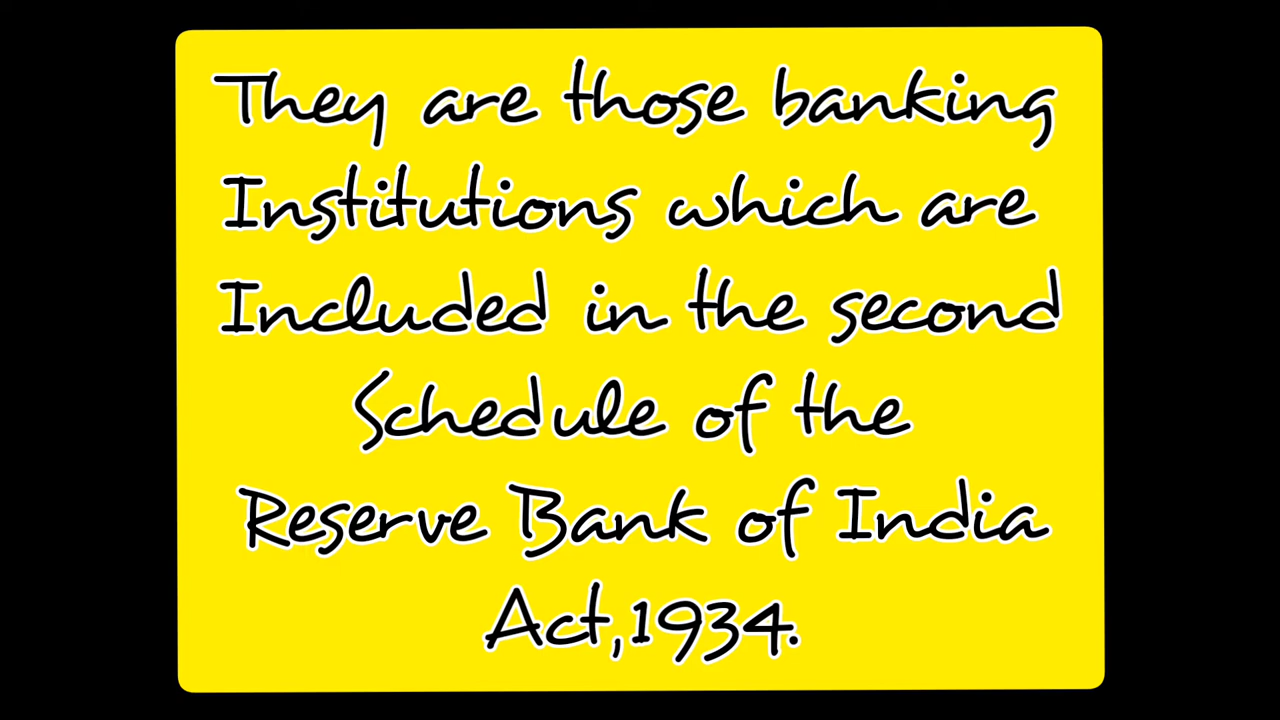 They are those banking
Institutions which are
Included in the second
Schedule of the
Reserve Bank of India
Act,1934.